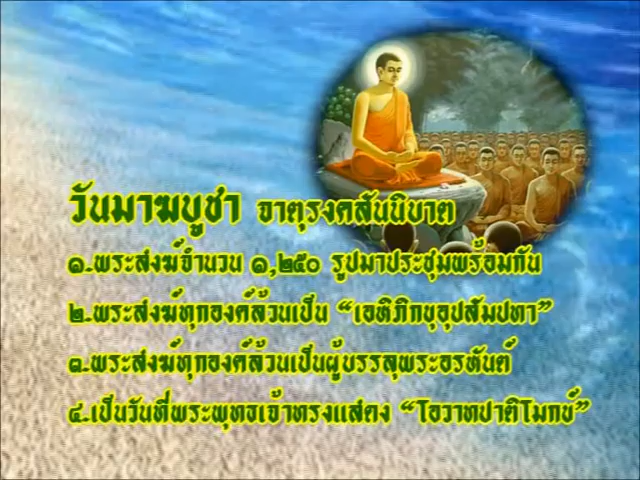 วันมาฆบูชา จาตุรงคสันนิบาต
๑.พระสงฆ์จำนวน ๑,๒๕๐ รูปมาประชุมพร้อมกัน
๒.พระสงฆ์ทุกองค์ล้วนเป็น “เอหิภิกขุอุปสัมปทา”
๓.พระสงฆ์ทุกองค์ล้วนเป็นผู้บรรลุพระอรหันต์
๔.เป็นวันที่พระพุทธเจ้าทรงแสดง “โอวาทปาติโมกข์”